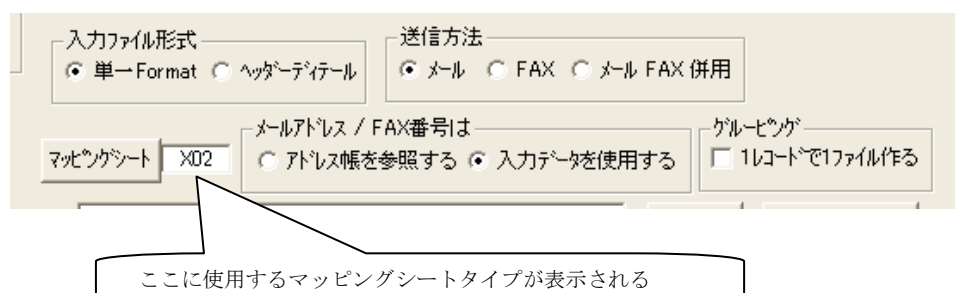 入力ファイル形式
単一Format ヘッダーディテール
送信方法
メール FAX メール FAX 併用
マッピングシート X02
メールアドレス / FAX番号は
アドレス帳を参照する 入力データを使用する
グルーピング
1レコードで1ファイル作る
ここに使用するマッピングシートタイプが表示される